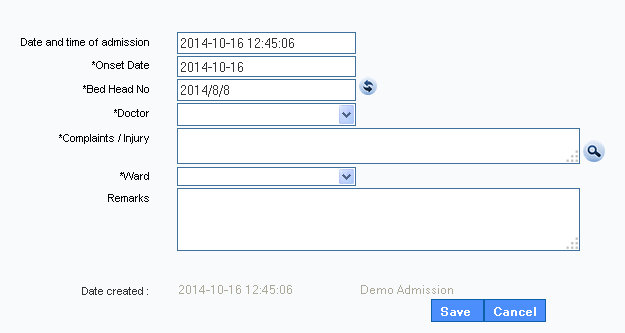 Date and time of admission 2014-10-16 12:45:06
*Onset Date 2014-10-16
*Bed Head No 2014/8/8
*Doctor
*Complaints / Injury
*Ward
Remarks
Date created : 2014-10-16 12:45:06 Demo Admission
Save Cancel